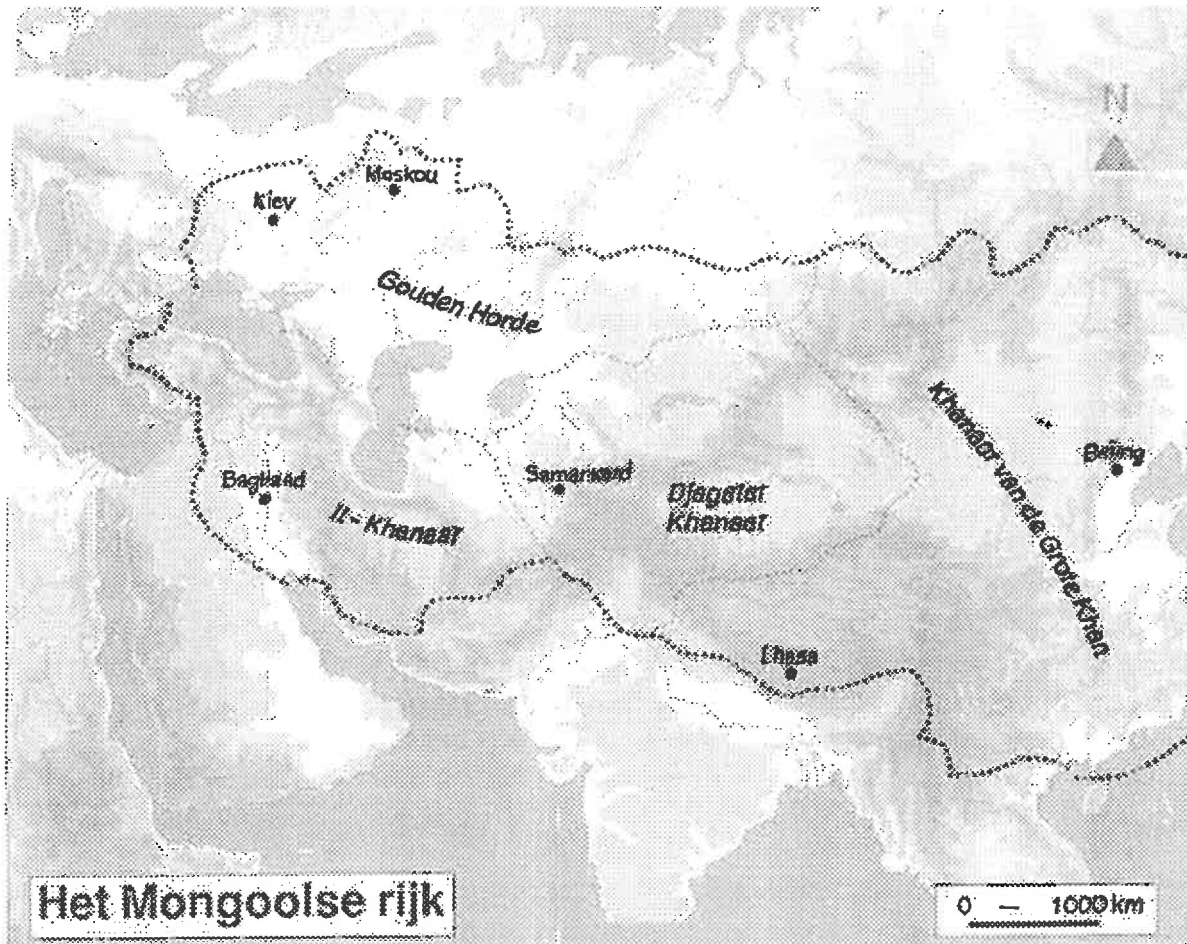 N
Moskou
Kiev
Gouden Horde
Khanaat van de Grote Khan
Beijing
Samarkand
Bagdad
Djagatai
Khanaat
Il - Khanaat
Lhasa
Het Mongoolse rijk
0 — 1000 km